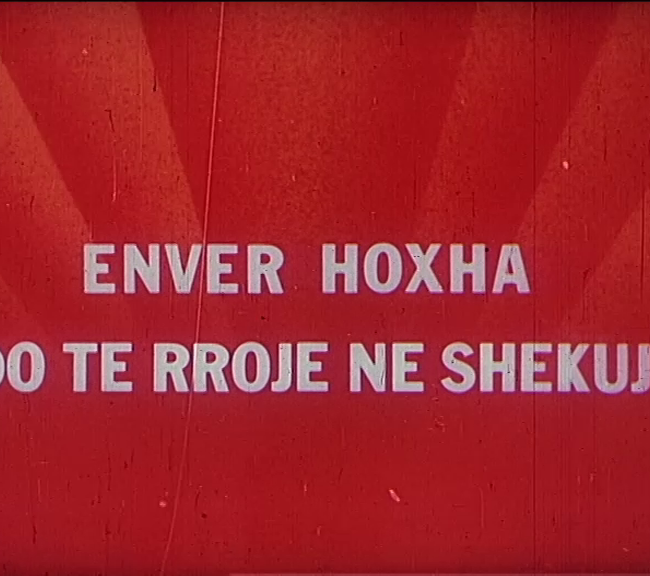 ENVER HOXHA
DO TE RROJE NE SHEKUJ